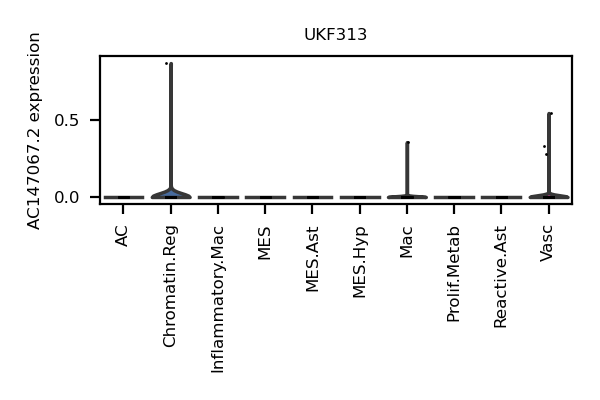 UKF313
AC147067.2 expression
0.5
0.0
AC
Chromatin.Reg
Inflammatory.Mac
MES
MES.Ast
MES.Hyp
Mac
Prolif.Metab
Reactive.Ast
Vasc